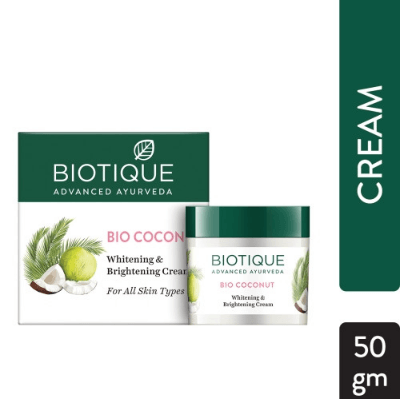 BIOTIQUE
ADVANCED AYURVEDA
BIO COCON
Whitening &
Brightening Cream
For All Skin Types
BIOTIQUE
ADVANCED AYURVEDA
BIO COCONUT
Whitening &
Brightening Cream
CREAM
50
gm